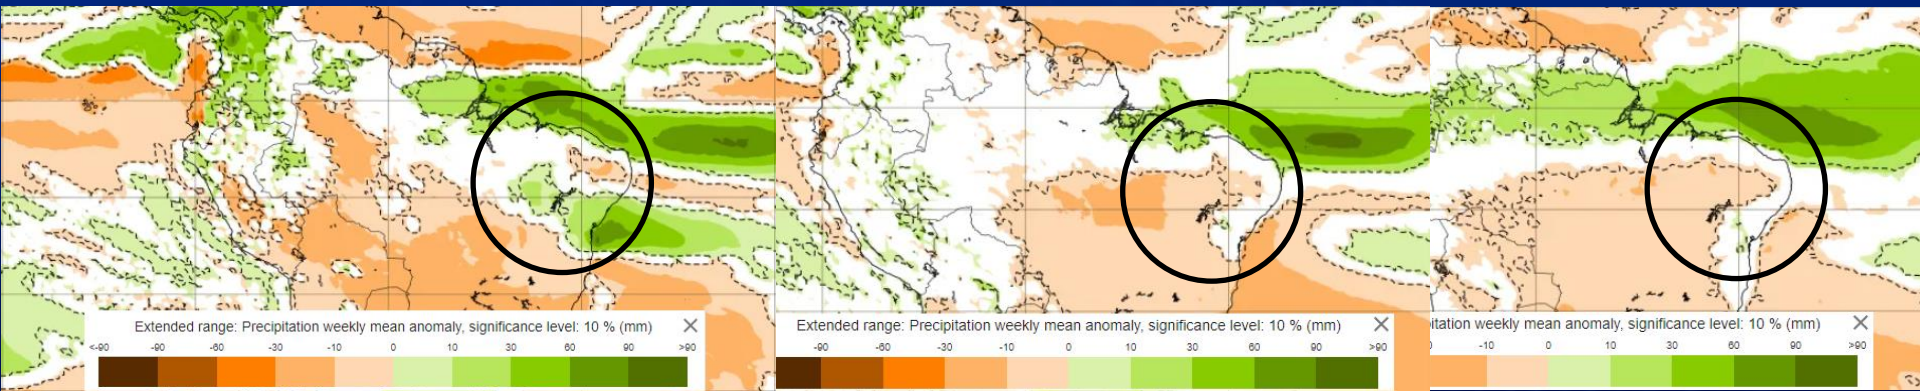 Extended range: Precipitation weekly mean anomaly, significance level: 10 % (mm)
<-90 -90 -60 -30 -10 0 10 30 60 90 >90
Extended range: Precipitation weekly mean anomaly, significance level: 10 % (mm)
-90 -60 -30 -10 0 10 30 60 90 >90
itation weekly mean anomaly, significance level: 10 % (mm)
-10 0 10 30 60 90 >90